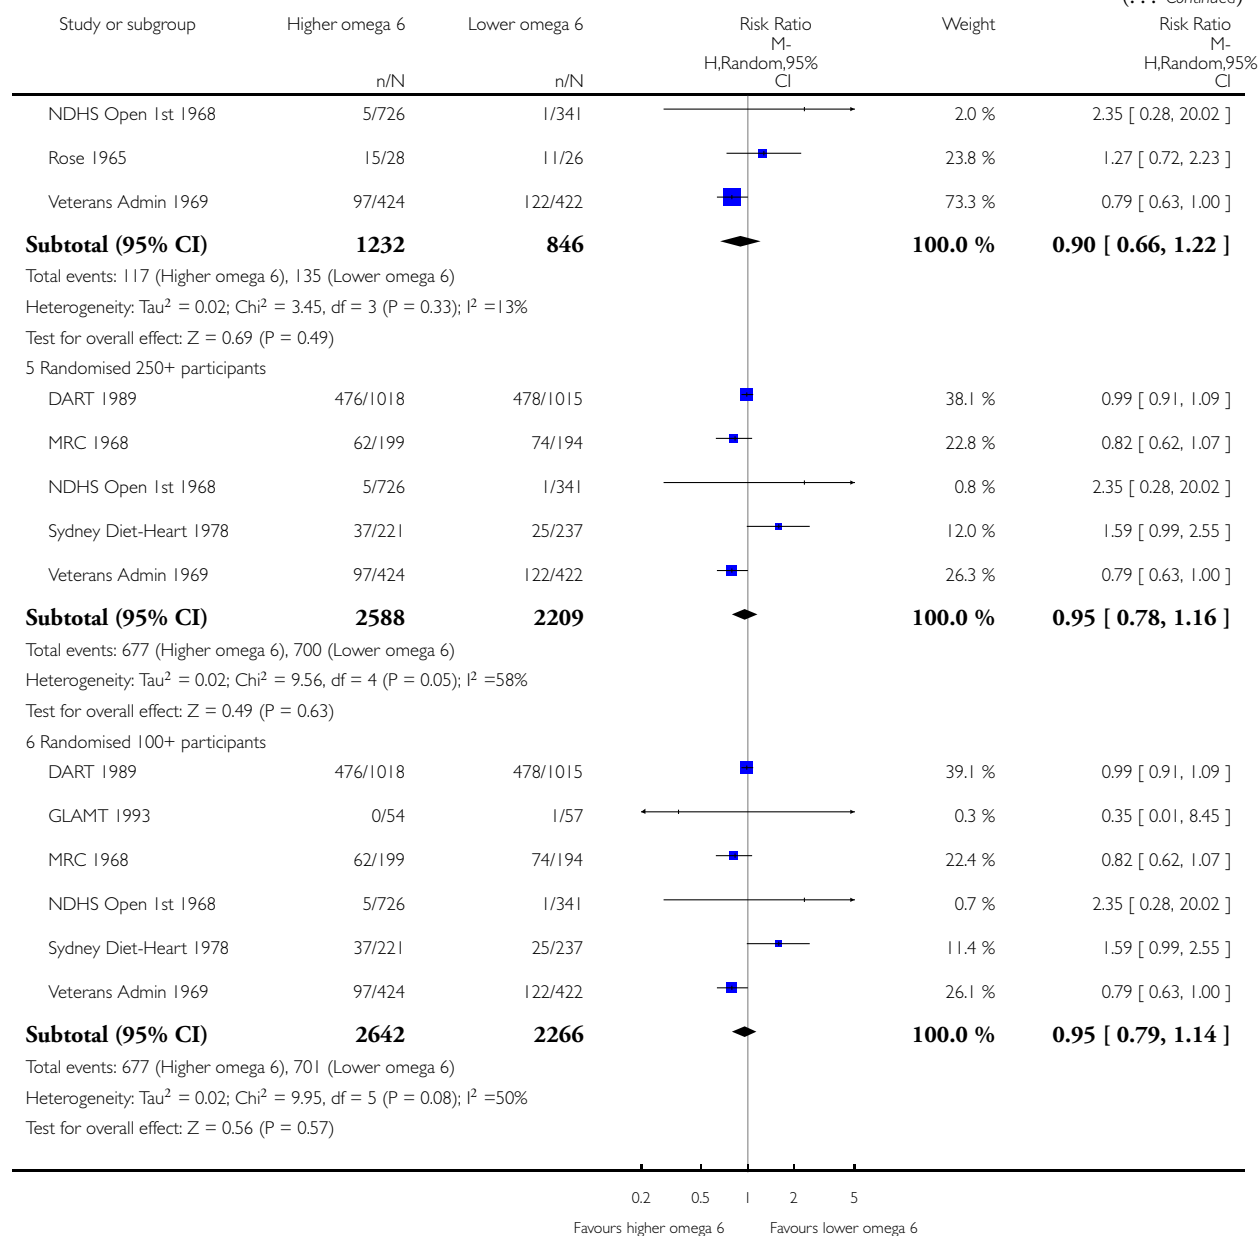 (. . . Continued)
Study or subgroup Higher omega 6 Lower omega 6 Risk Ratio Weight Risk Ratio
M- M-
H,Random,95% H,Random,95%
n/N n/N CI CI
NDHS Open 1st 1968 5/726 1/341 2.0 % 2.35 [ 0.28, 20.02 ]
Rose 1965 15/28 11/26 23.8 % 1.27 [ 0.72, 2.23 ]
Veterans Admin 1969 97/424 122/422 73.3 % 0.79 [ 0.63, 1.00 ]
Subtotal (95% CI) 1232 846 100.0 % 0.90 [ 0.66, 1.22 ]
Total events: 117 (Higher omega 6), 135 (Lower omega 6)
Heterogeneity: Tau² = 0.02; Chi² = 3.45, df = 3 (P = 0.33); I² =13%
Test for overall effect: Z = 0.69 (P = 0.49)
5 Randomised 250+ participants
DART 1989 476/1018 478/1015 38.1 % 0.99 [ 0.91, 1.09 ]
MRC 1968 62/199 74/194 22.8 % 0.82 [ 0.62, 1.07 ]
NDHS Open 1st 1968 5/726 1/341 0.8 % 2.35 [ 0.28, 20.02 ]
Sydney Diet-Heart 1978 37/221 25/237 12.0 % 1.59 [ 0.99, 2.55 ]
Veterans Admin 1969 97/424 122/422 26.3 % 0.79 [ 0.63, 1.00 ]
Subtotal (95% CI) 2588 2209 100.0 % 0.95 [ 0.78, 1.16 ]
Total events: 677 (Higher omega 6), 700 (Lower omega 6)
Heterogeneity: Tau² = 0.02; Chi² = 9.56, df = 4 (P = 0.05); I² =58%
Test for overall effect: Z = 0.49 (P = 0.63)
6 Randomised 100+ participants
DART 1989 476/1018 478/1015 39.1 % 0.99 [ 0.91, 1.09 ]
GLAMT 1993 0/54 1/57 0.3 % 0.35 [ 0.01, 8.45 ]
MRC 1968 62/199 74/194 22.4 % 0.82 [ 0.62, 1.07 ]
NDHS Open 1st 1968 5/726 1/341 0.7 % 2.35 [ 0.28, 20.02 ]
Sydney Diet-Heart 1978 37/221 25/237 11.4 % 1.59 [ 0.99, 2.55 ]
Veterans Admin 1969 97/424 122/422 26.1 % 0.79 [ 0.63, 1.00 ]
Subtotal (95% CI) 2642 2266 100.0 % 0.95 [ 0.79, 1.14 ]
Total events: 677 (Higher omega 6), 701 (Lower omega 6)
Heterogeneity: Tau² = 0.02; Chi² = 9.95, df = 5 (P = 0.08); I² =50%
Test for overall effect: Z = 0.56 (P = 0.57)
0.2 0.5 1 2 5
Favours higher omega 6 Favours lower omega 6